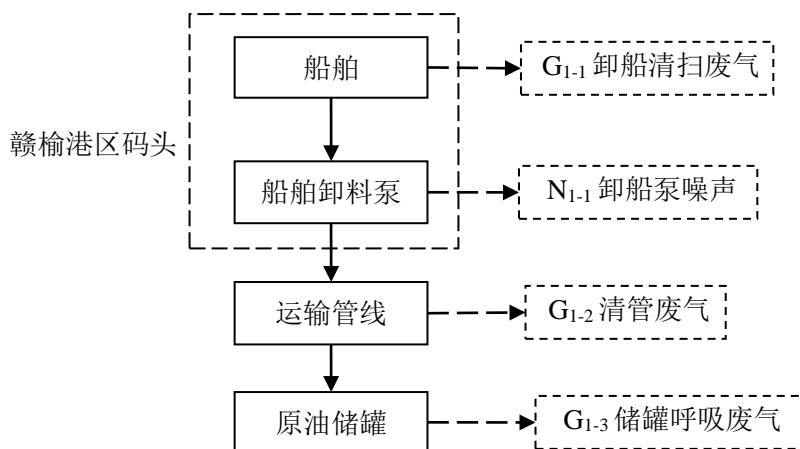 船舶
G1-1 卸船清扫废气
赣榆港区码头
船舶卸料泵
N1-1 卸船泵噪声
运输管线
G1-2 清管废气
原油储罐
G1-3 储罐呼吸废气